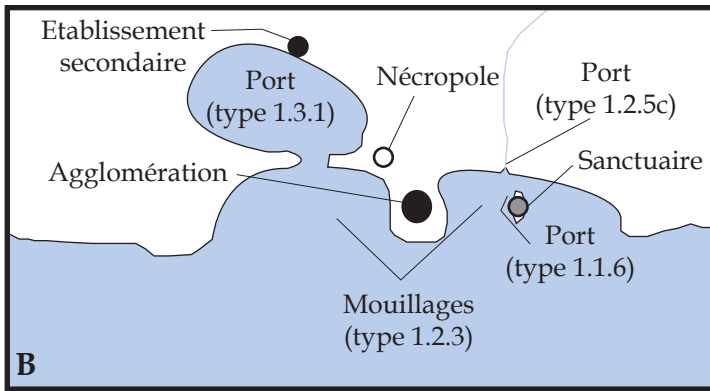 Etablissement
secondaire
Port
(type 1.3.1)
Nécropole
Port
(type 1.2.5c)
Agglomération
Sanctuaire
Port
(type 1.1.6)
Mouillages
(type 1.2.3)
B